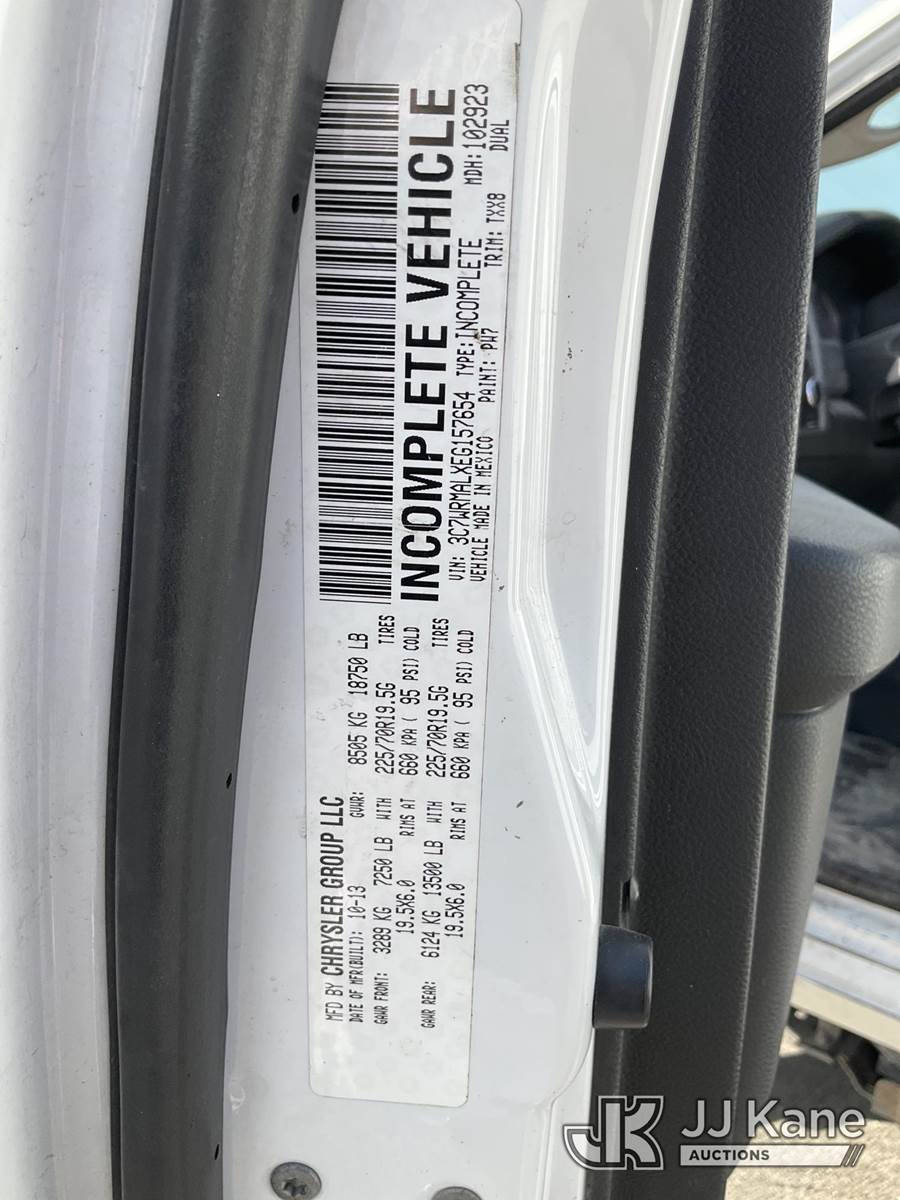 MFD BY CHRYSLER GROUP LLC
DATE OF MFR(BUILT): 10-13 GVWR: 8505 KG 18750 LB
GAWR FRONT: 3289 KG 7250 LB WITH 225/70R19.5G TIRES
19.5X6.0 RIMS AT 660 KPA ( 95 PSI) COLD
GAWR REAR: 6124 KG 13500 LB WITH 225/70R19.5G TIRES
19.5X6.0 RIMS AT 660 KPA ( 95 PSI) COLD
INCOMPLETE VEHICLE
VIN: 3C7WRMALXEG157654 TYPE: INCOMPLETE MDH: 102923
VEHICLE MADE IN MEXICO PAINT: PW7 TRIM: TXX8 DUAL
JK JJ Kane
AUCTIONS